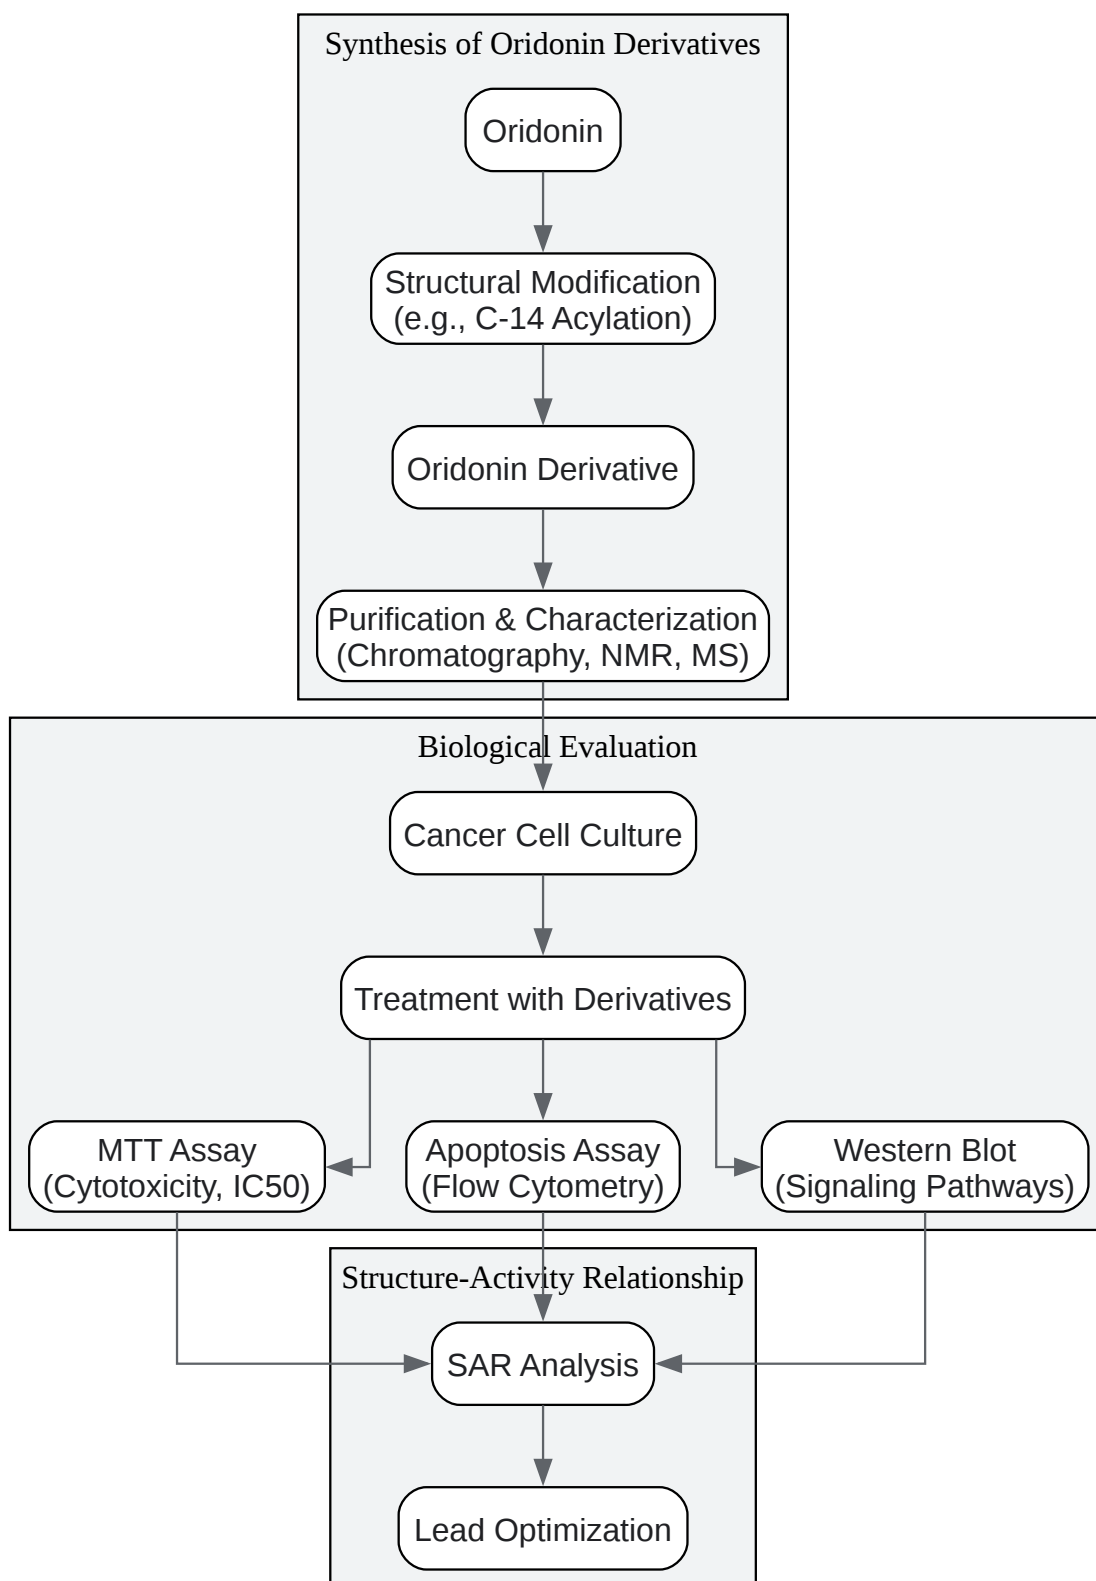 Synthesis of Oridonin Derivatives
Oridonin
Structural Modification
(e.g., C-14 Acylation)
Oridonin Derivative
Purification & Characterization
(Chromatography, NMR, MS)
Biological Evaluation
Cancer Cell Culture
Treatment with Derivatives
MTT Assay
(Cytotoxicity, IC50)
Apoptosis Assay
(Flow Cytometry)
Western Blot
(Signaling Pathways)
Structure-Activity Relationship
SAR Analysis
Lead Optimization